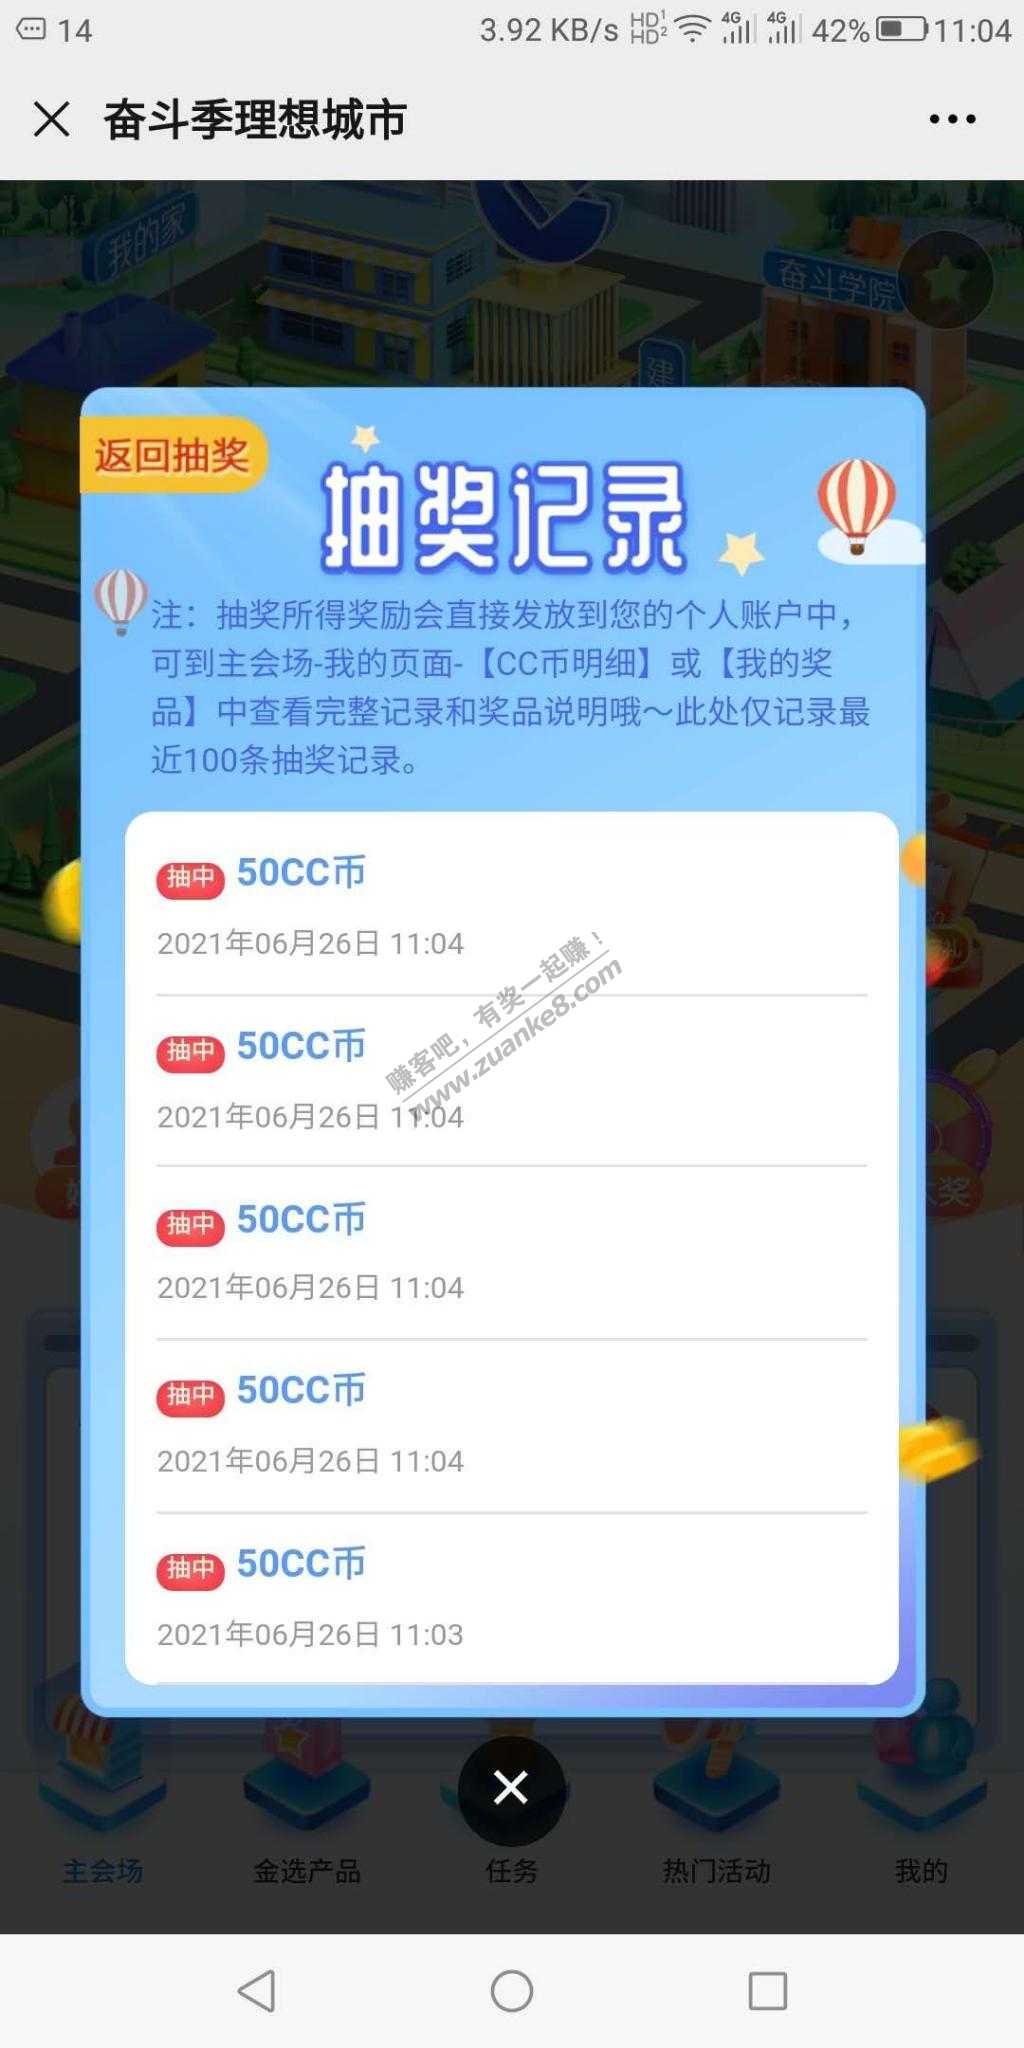 14 3.92 KB/s HD1 HD2 4G 4G 42% 11:04
奋斗季理想城市
我的家
奋斗学院
建
返回抽奖
抽奖记录
注：抽奖所得奖励会直接发放到您的个人账户中，
可到主会场-我的页面-【CC币明细】或【我的奖
品】中查看完整记录和奖品说明哦～此处仅记录最
近100条抽奖记录。
抽中 50CC币
2021年06月26日 11:04
赚客吧，有奖一起赚！
www.zuanke8.com
抽中 50CC币
2021年06月26日 11:04
抽中 50CC币
2021年06月26日 11:04
抽中 50CC币
2021年06月26日 11:04
抽中 50CC币
2021年06月26日 11:03
主会场 金选产品 任务 热门活动 我的